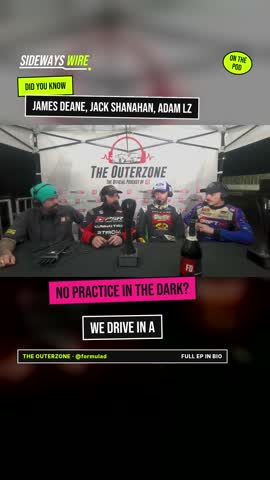 SIDEWAYS WIRE.
ON THE POD
DID YOU KNOW
JAMES DEANE, JACK SHANAHAN, ADAM LZ
THE OUTERZONE
THE OFFICIAL PODCAST OF
FD
NO PRACTICE IN THE DARK?
WE DRIVE IN A
THE OUTERZONE - @formulad
FULL EP IN BIO